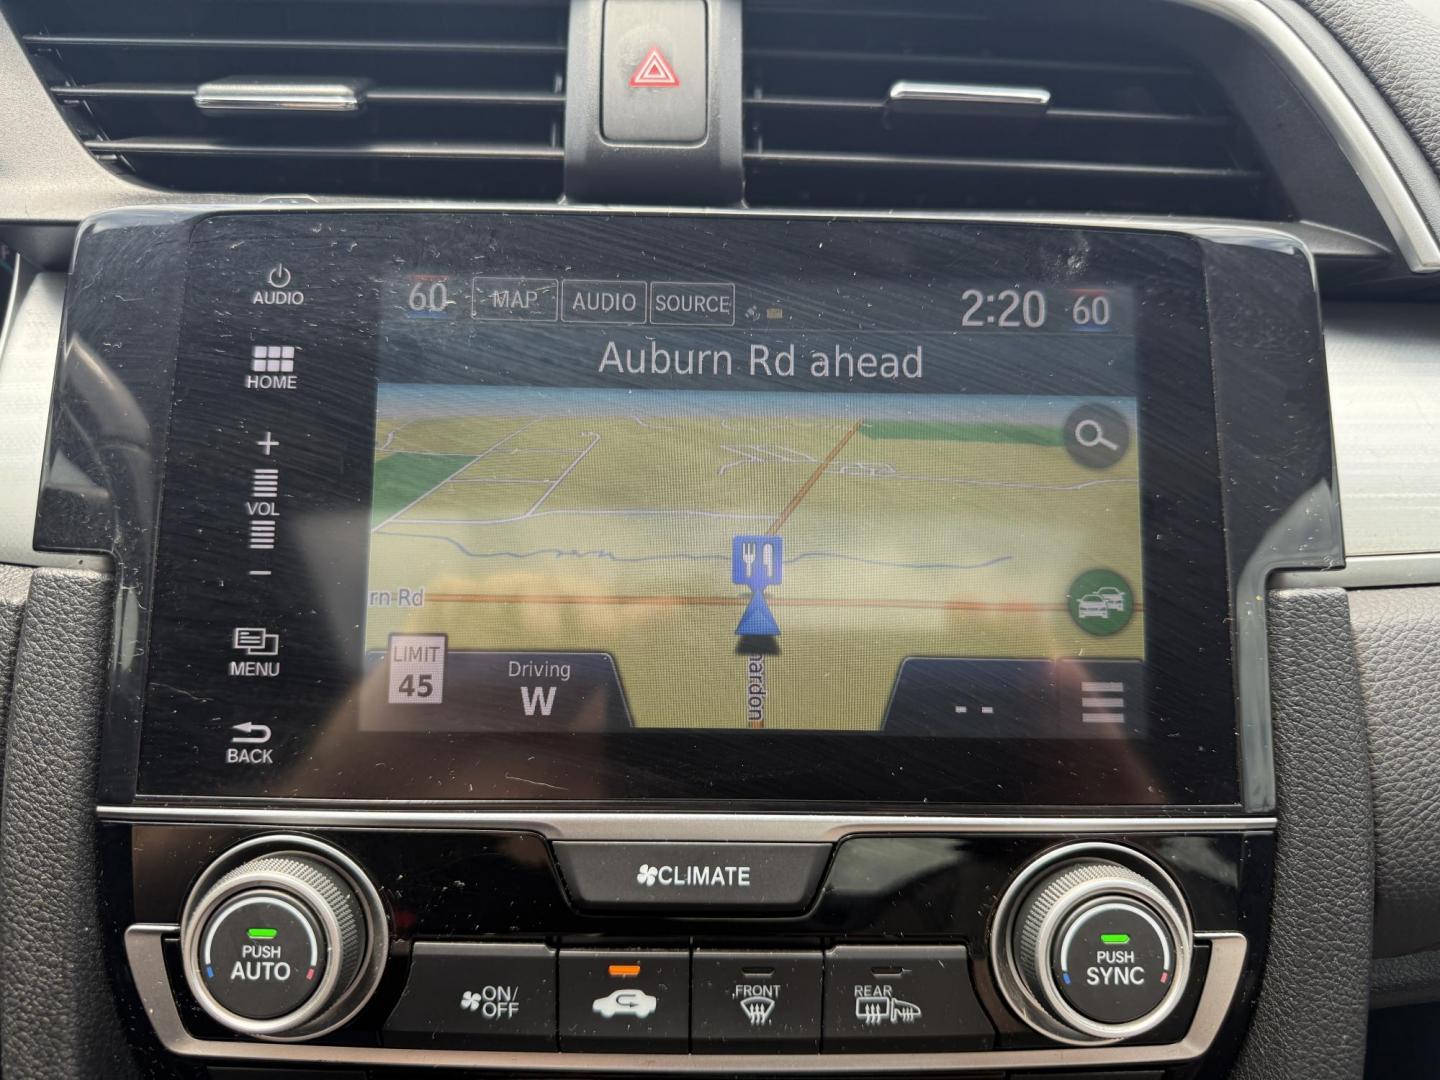 AUDIO
HOME
VOL
MENU
BACK
60 MAP AUDIO SOURCE 2:20 60
Auburn Rd ahead
rn Rd
LIMIT
45
Driving
W
hardon
- -
CLIMATE
PUSH
AUTO
ON/
OFF
FRONT
REAR
PUSH
SYNC